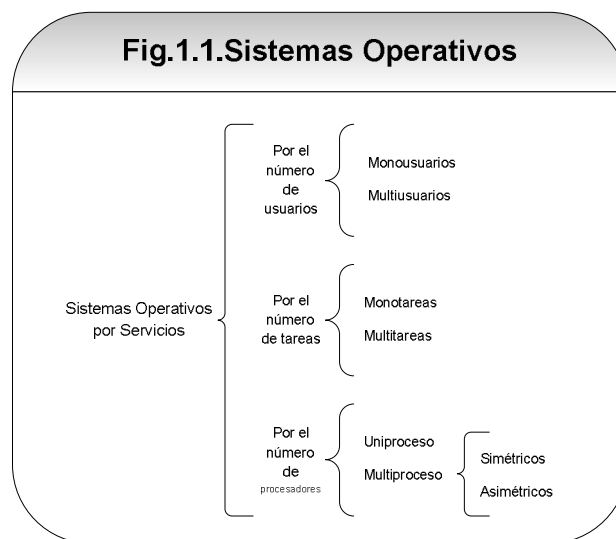 Fig.1.1.Sistemas Operativos
Sistemas Operativos
por Servicios
Por el
número
de
usuarios
Monousuarios
Multiusuarios
Por el
número
de tareas
Monotareas
Multitareas
Por el
número
de
procesadores
Uniproceso
Multiproceso
Simétricos
Asimétricos